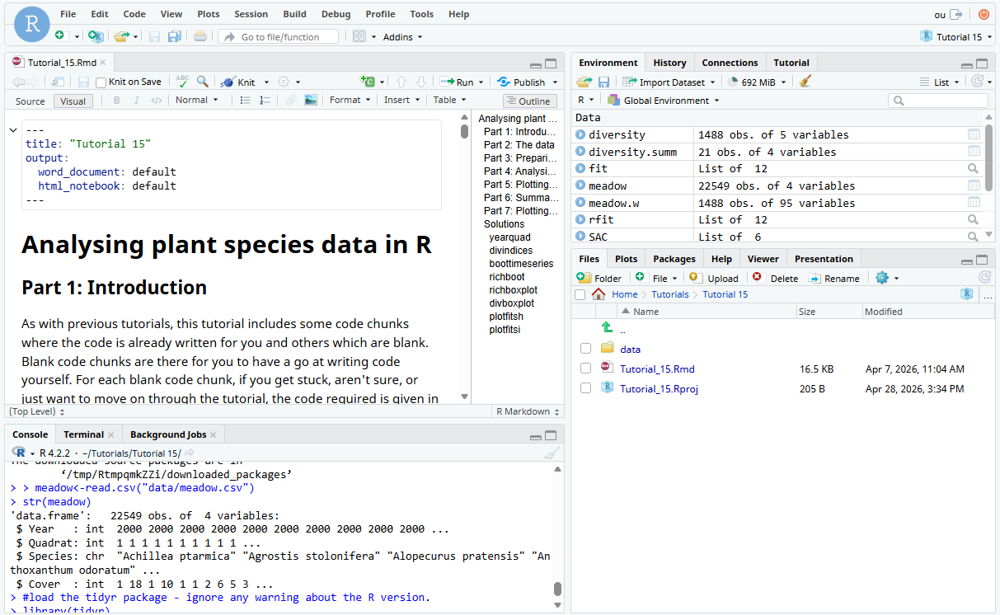 R
File Edit Code View Plots Session Build Debug Profile Tools Help
ou
Go to file/function
Addins
Tutorial 15
Tutorial_15.Rmd
Knit on Save
ABC
Knit
Run
Publish
Source Visual B I </> Normal Format Insert Table Outline
---
title: "Tutorial 15"
output:
word_document: default
html_notebook: default
---
Analysing plant species data in R
Part 1: Introduction
As with previous tutorials, this tutorial includes some code chunks
where the code is already written for you and others which are blank.
Blank code chunks are there for you to have a go at writing code
yourself. For each blank code chunk, if you get stuck, aren't sure, or
just want to move on through the tutorial, the code required is given in
Analysing plant ...
Part 1: Introdu...
Part 2: The data
Part 3: Prepari...
Part 4: Analysi...
Part 5: Plotting...
Part 6: Summa...
Part 7: Plotting...
Solutions
yearquad
divindices
boottimeseries
richboot
richboxplot
divboxplot
plotfitsh
plotfitsi
(Top Level)
R Markdown
Console Terminal Background Jobs
R 4.2.2 · ~/Tutorials/Tutorial 15/
The downloaded source packages are in
‘/tmp/RtmpqmkZZi/downloaded_packages’
> > meadow<-read.csv("data/meadow.csv")
> str(meadow)
'data.frame': 22549 obs. of 4 variables:
$ Year : int 2000 2000 2000 2000 2000 2000 2000 2000 2000 2000 ...
$ Quadrat: int 1 1 1 1 1 1 1 1 1 1 ...
$ Species: chr "Achillea ptarmica" "Agrostis stolonifera" "Alopecurus pratensis" "An
thoxanthum odoratum" ...
$ Cover : int 1 18 1 10 1 1 2 6 5 3 ...
> #load the tidyr package - ignore any warning about the R version.
> library(tidyr)
Environment History Connections Tutorial
Import Dataset 692 MiB List
R Global Environment
Data
diversity 1488 obs. of 5 variables
diversity.summ 21 obs. of 4 variables
fit List of 12
meadow 22549 obs. of 4 variables
meadow.w 1488 obs. of 95 variables
rfit List of 12
SAC List of 6
Files Plots Packages Help Viewer Presentation
Folder File Upload Delete Rename
Home Tutorials Tutorial 15 ...
Name Size Modified
..
data
Tutorial_15.Rmd 16.5 KB Apr 7, 2026, 11:04 AM
Tutorial_15.Rproj 205 B Apr 28, 2026, 3:34 PM